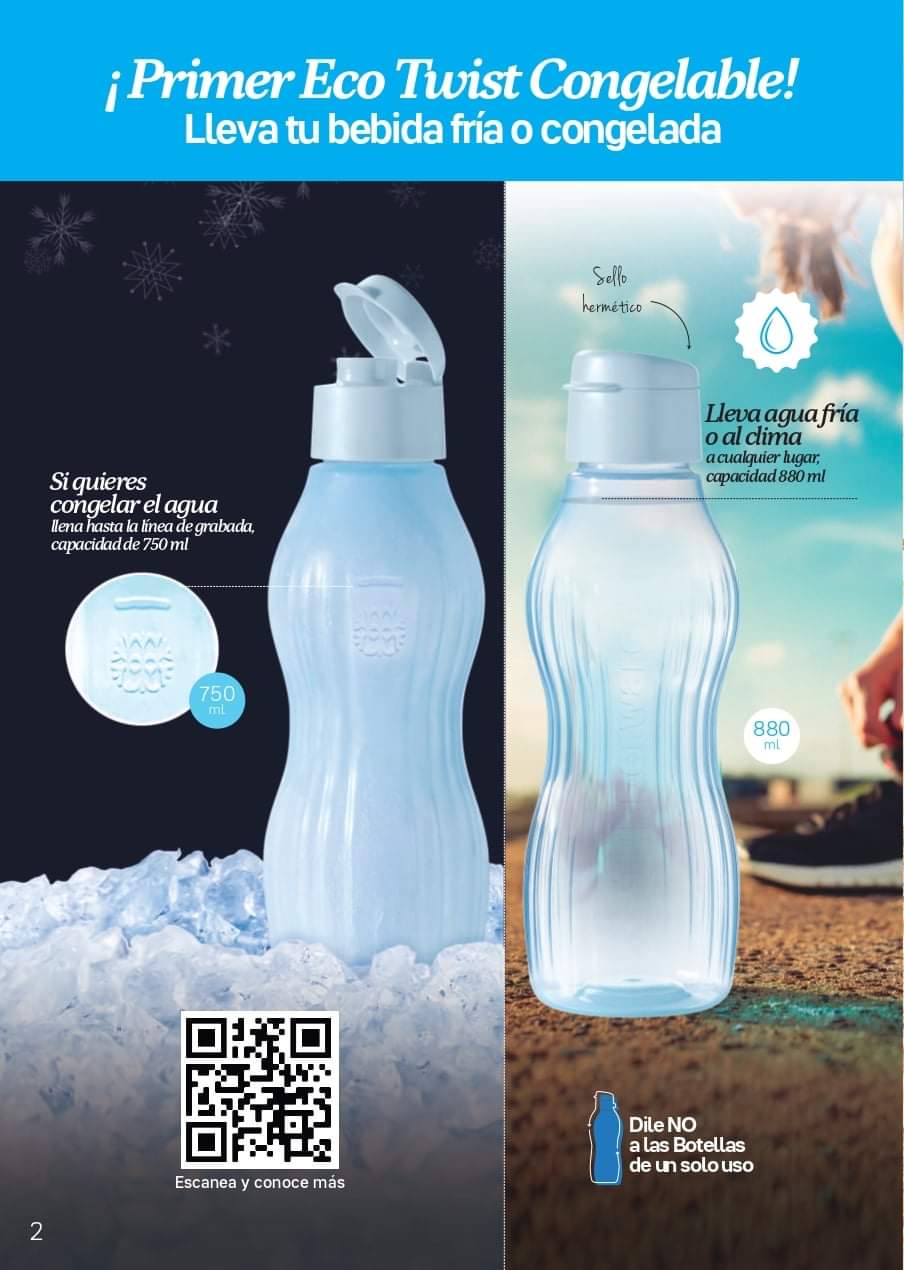 ¡Primer Eco Twist Congelable!
Lleva tu bebida fría o congelada
Sello
hermético
Lleva agua fría
o al clima
a cualquier lugar,
capacidad 880 ml
Si quieres
congelar el agua
llena hasta la línea de grabada,
capacidad de 750 ml
750
ml
880
ml
Dile NO
a las Botellas
de un solo uso
Escanea y conoce más
2